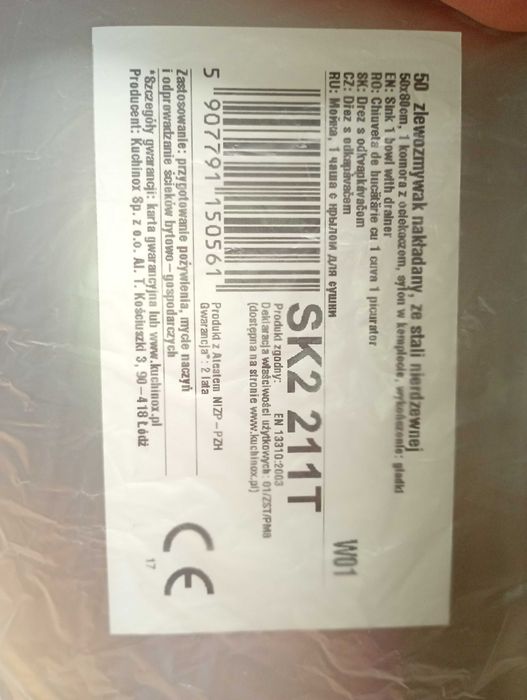 50 zlewozmywak nakładany, ze stali nierdzewnej
50x80cm, 1 komora z ociekaczem, syfon w komplecie, wykończenie: gładki
EN: Sink 1 bowl with drainer
RO: Chiuveta de bucătărie cu 1 cuva 1 picurator
SK: Drez s odkvapkávačom
CZ: Drez s odkapávačem
RU: Мойка, 1 чаша с крылом для сушки
SK2 211T
W01
5 907791 150561
Produkt zgodny: EN 13310:2003
Deklaracja właściwości użytkowych: 01/ZST/PMB
(dostępna na stronie www.kuchinox.pl)
Produkt z Atestem NIZP-PZH
Gwarancja*: 2 lata
Zastosowanie: przygotowanie pożywienia, mycie naczyń
i odprowadzanie ścieków bytowo-gospodarczych
*Szczegóły gwarancji: karta gwarancyjna lub www.kuchinox.pl
Producent: Kuchinox Sp. z o.o. Al. T. Kościuszki 3, 90-418 Łódź
CE
17